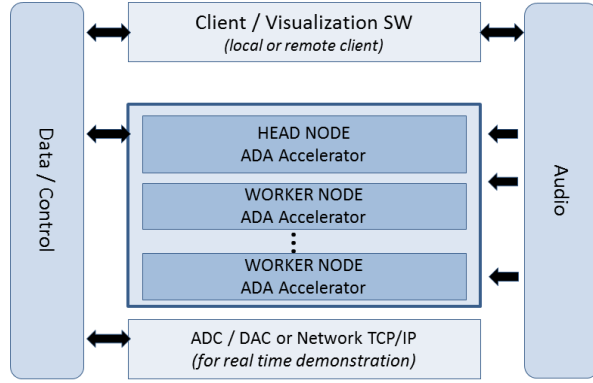 Data / Control
Client / Visualization SW
(local or remote client)
HEAD NODE
ADA Accelerator
WORKER NODE
ADA Accelerator
WORKER NODE
ADA Accelerator
ADC / DAC or Network TCP/IP
(for real time demonstration)
Audio